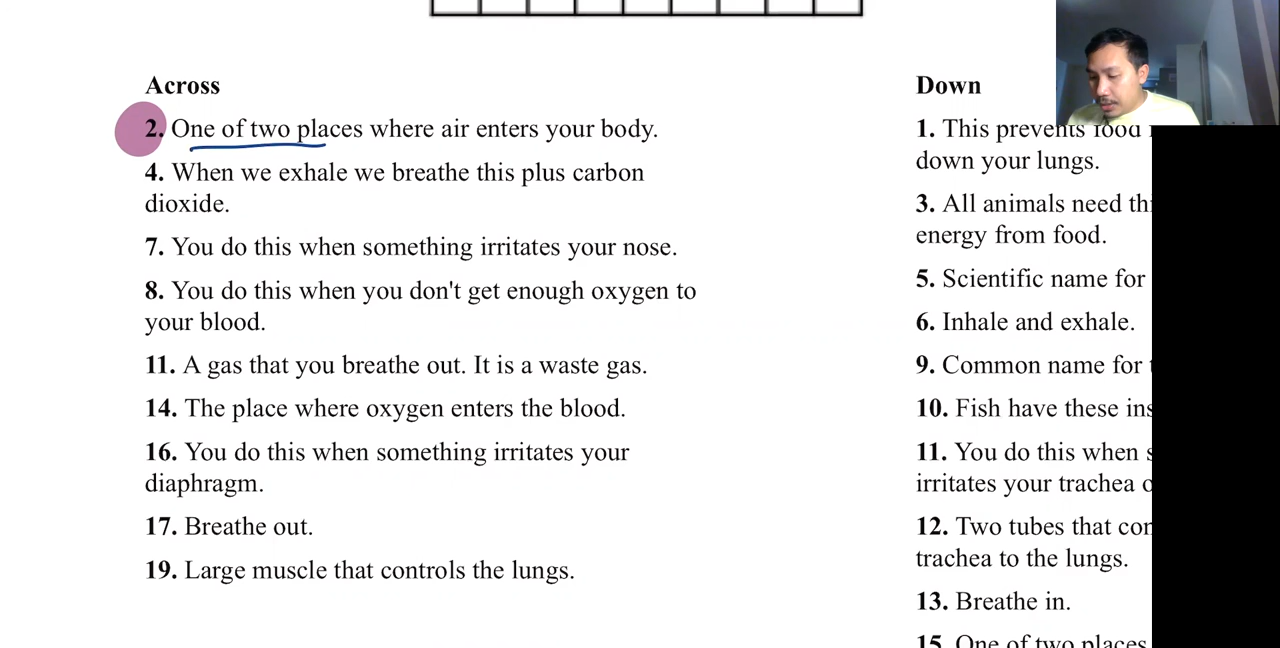 Across
2. One of two places where air enters your body.
4. When we exhale we breathe this plus carbon
dioxide.
7. You do this when something irritates your nose.
8. You do this when you don't get enough oxygen to
your blood.
11. A gas that you breathe out. It is a waste gas.
14. The place where oxygen enters the blood.
16. You do this when something irritates your
diaphragm.
17. Breathe out.
19. Large muscle that controls the lungs.
Down
1. This prevents food
down your lungs.
3. All animals need
energy from food.
5. Scientific name for
6. Inhale and exhale.
9. Common name for
10. Fish have these
11. You do this when
irritates your trachea
12. Two tubes that
trachea to the lungs.
13. Breathe in.
15. One of two places